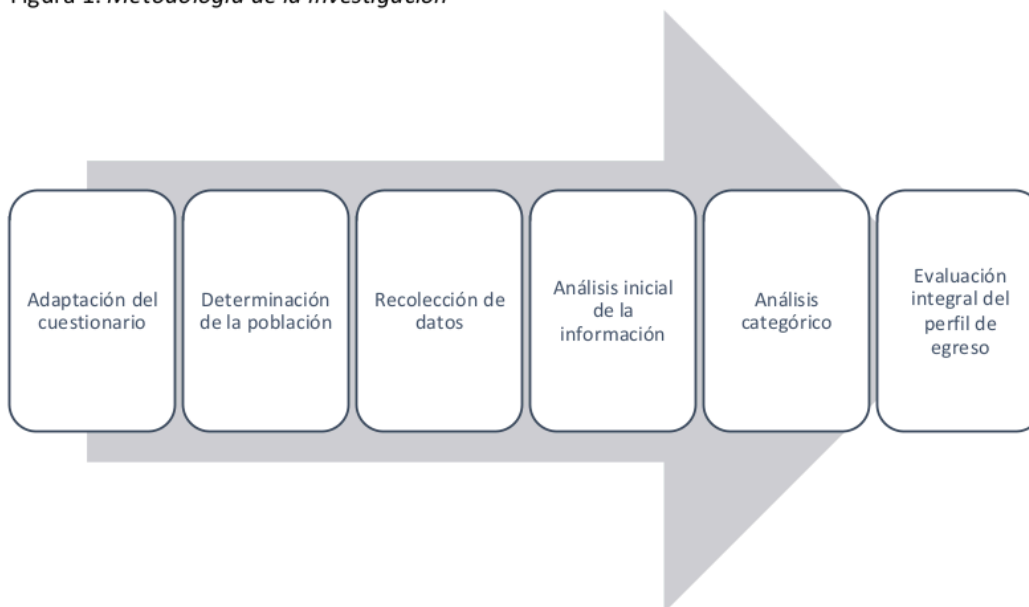 Figura 1. Metodología de la investigación
Adaptación del
cuestionario
Determinación
de la población
Recolección de
datos
Análisis inicial
de la
información
Análisis
categórico
Evaluación
integral del
perfil de
egreso